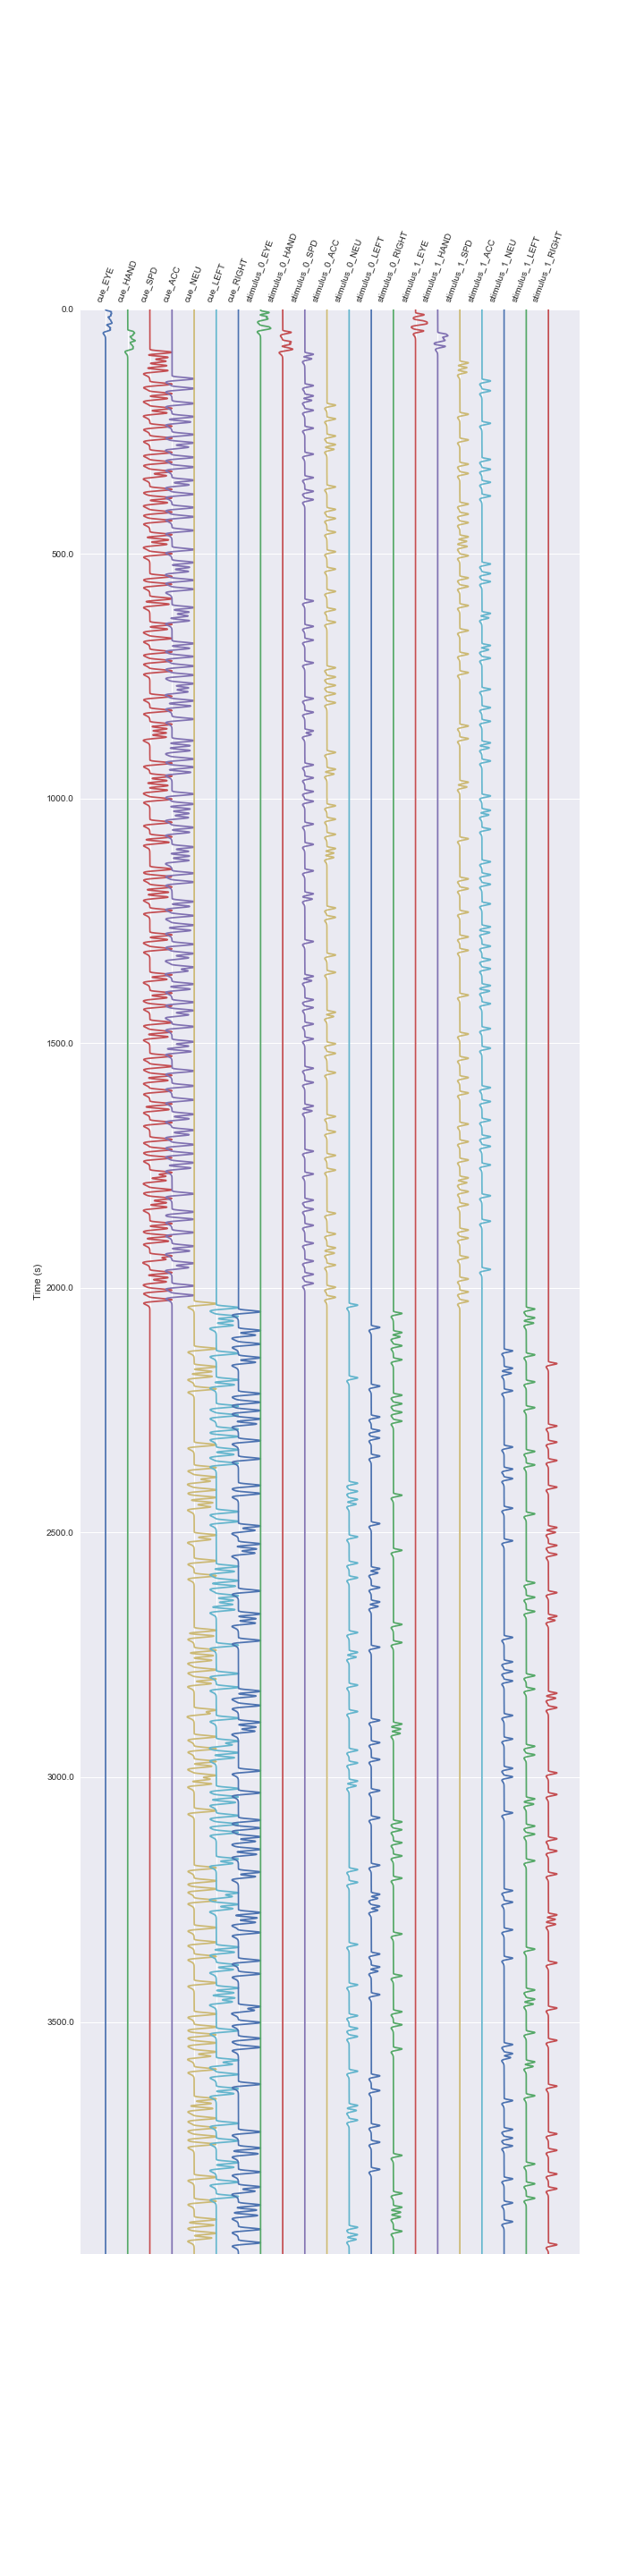 cue_EYE
cue_HAND
cue_SPD
cue_ACC
cue_NEU
cue_LEFT
cue_RIGHT
stimulus_0_EYE
stimulus_0_HAND
stimulus_0_SPD
stimulus_0_ACC
stimulus_0_NEU
stimulus_0_LEFT
stimulus_0_RIGHT
stimulus_1_EYE
stimulus_1_HAND
stimulus_1_SPD
stimulus_1_ACC
stimulus_1_NEU
stimulus_1_LEFT
stimulus_1_RIGHT
0.0
500.0
1000.0
1500.0
Time (s)
2000.0
2500.0
3000.0
3500.0